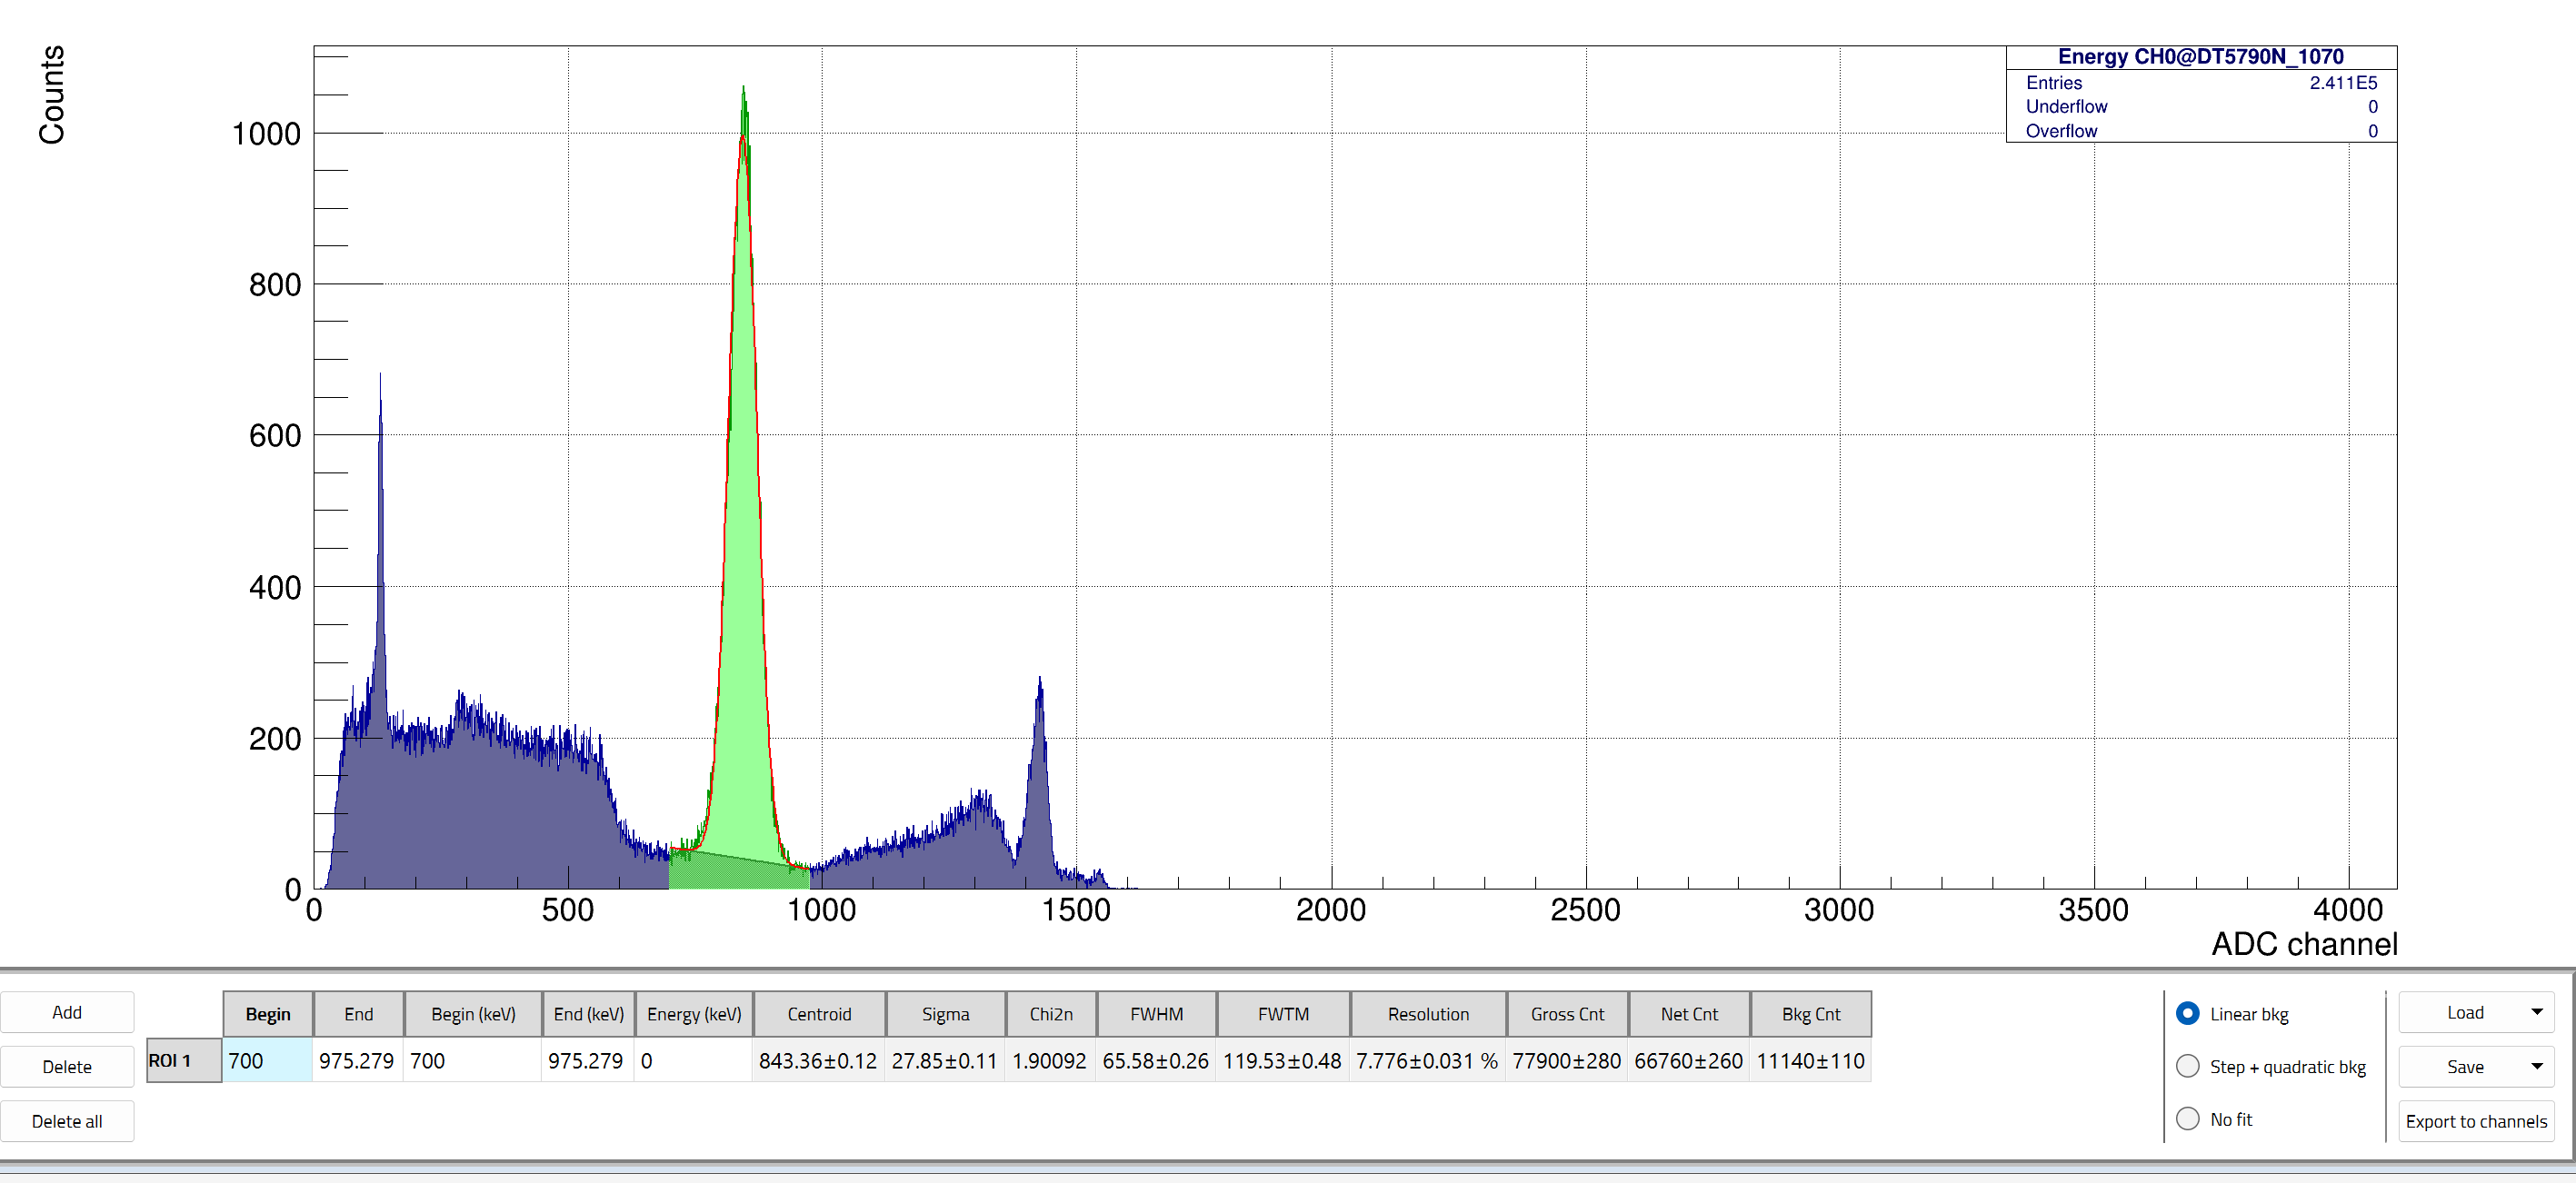 Counts
Energy CH0@DT5790N_1070
Entries 2.411E5
Underflow 0
Overflow 0
1000
800
600
400
200
0
0 500 1000 1500 2000 2500 3000 3500 4000
ADC channel
Add
Delete
Delete all
Begin End Begin (keV) End (keV) Energy (keV) Centroid Sigma Chi2n FWHM FWTM Resolution Gross Cnt Net Cnt Bkg Cnt
ROI 1 700 975.279 700 975.279 0 843.36±0.12 27.85±0.11 1.90092 65.58±0.26 119.53±0.48 7.776±0.031 % 77900±280 66760±260 11140±110
Linear bkg
Step + quadratic bkg
No fit
Load
Save
Export to channels